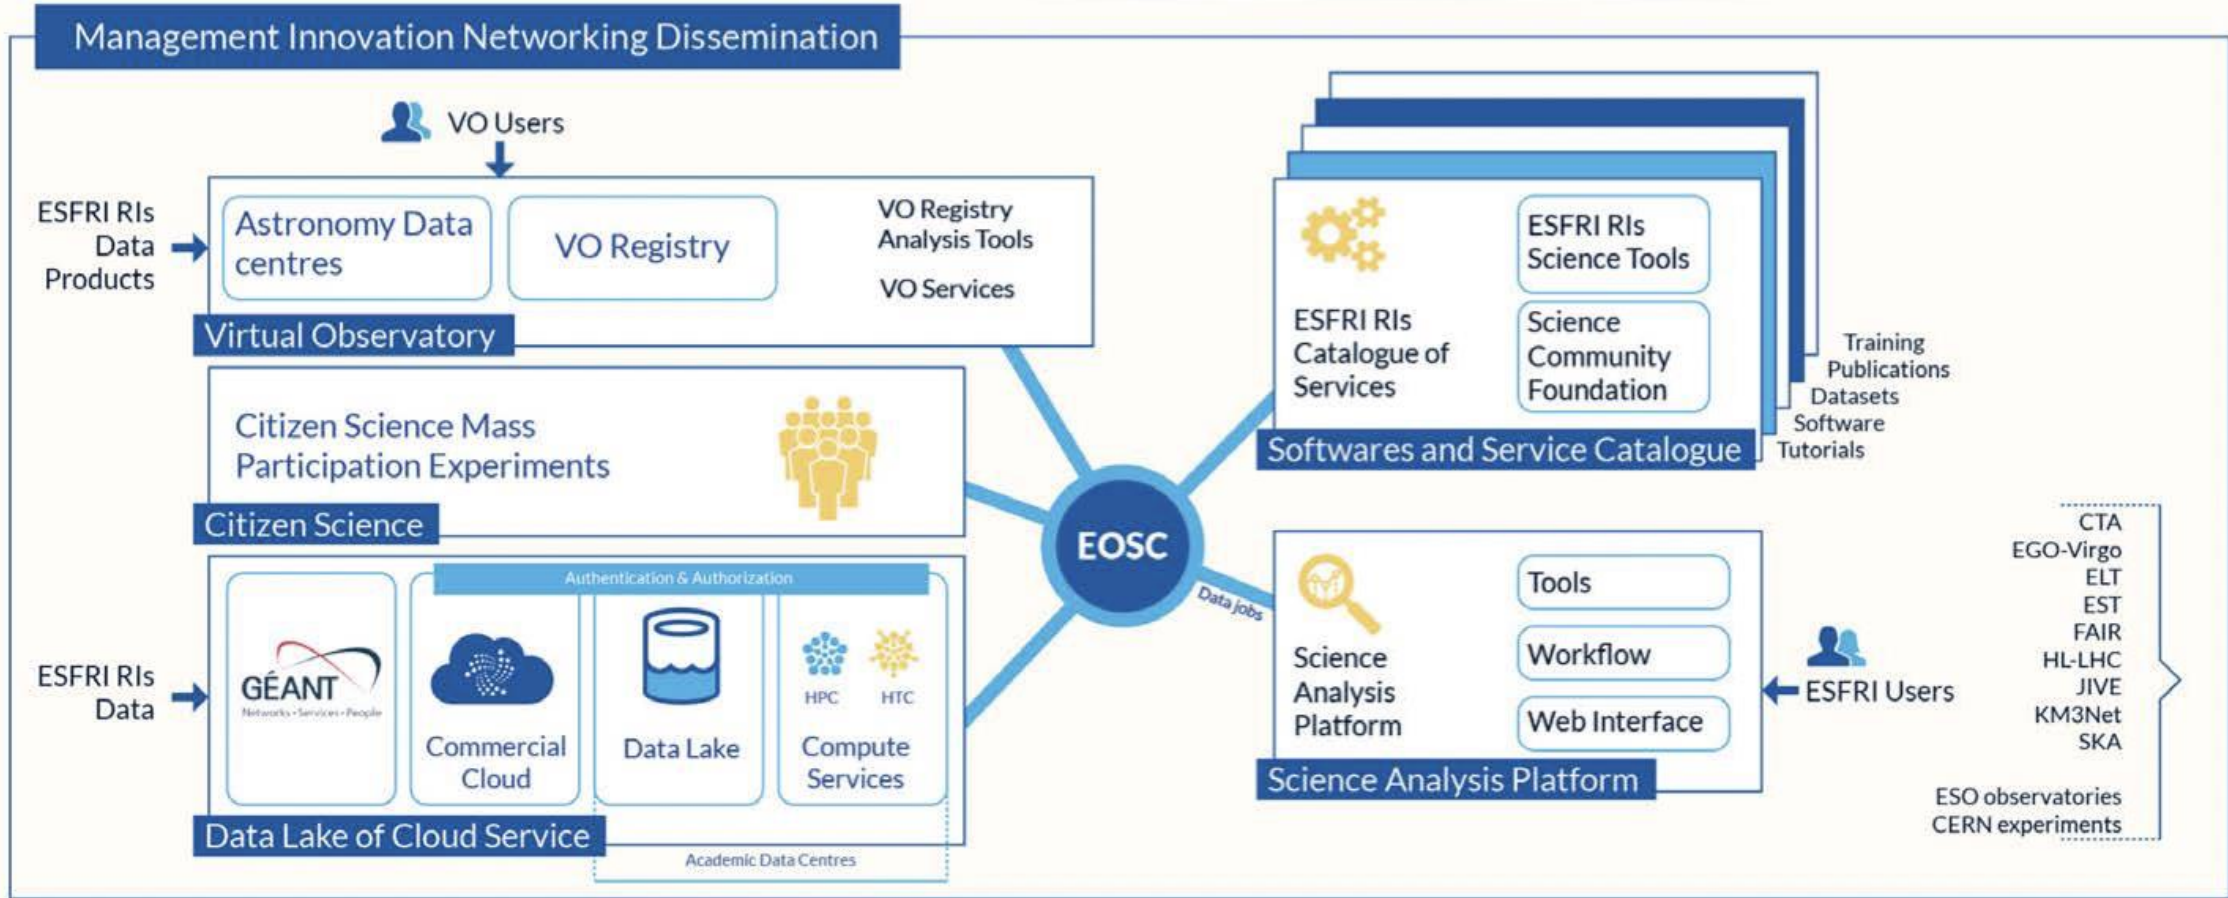 Management Innovation Networking Dissemination
VO Users
ESFRI RIs
Data
Products
Astronomy Data
centres
VO Registry
VO Registry
Analysis Tools
VO Services
Virtual Observatory
Citizen Science Mass
Participation Experiments
Citizen Science
ESFRI RIs
Data
Authentication & Authorization
GÉANT
Networks • Services • People
Commercial
Cloud
Data Lake
HPC
HTC
Compute
Services
Data Lake of Cloud Service
Academic Data Centres
EOSC
Data jobs
ESFRI RIs
Catalogue of
Services
ESFRI RIs
Science Tools
Science
Community
Foundation
Softwares and Service Catalogue
Training
Publications
Datasets
Software
Tutorials
Science
Analysis
Platform
Tools
Workflow
Web Interface
Science Analysis Platform
ESFRI Users
CTA
EGO-Virgo
ELT
EST
FAIR
HL-LHC
JIVE
KM3Net
SKA
ESO observatories
CERN experiments